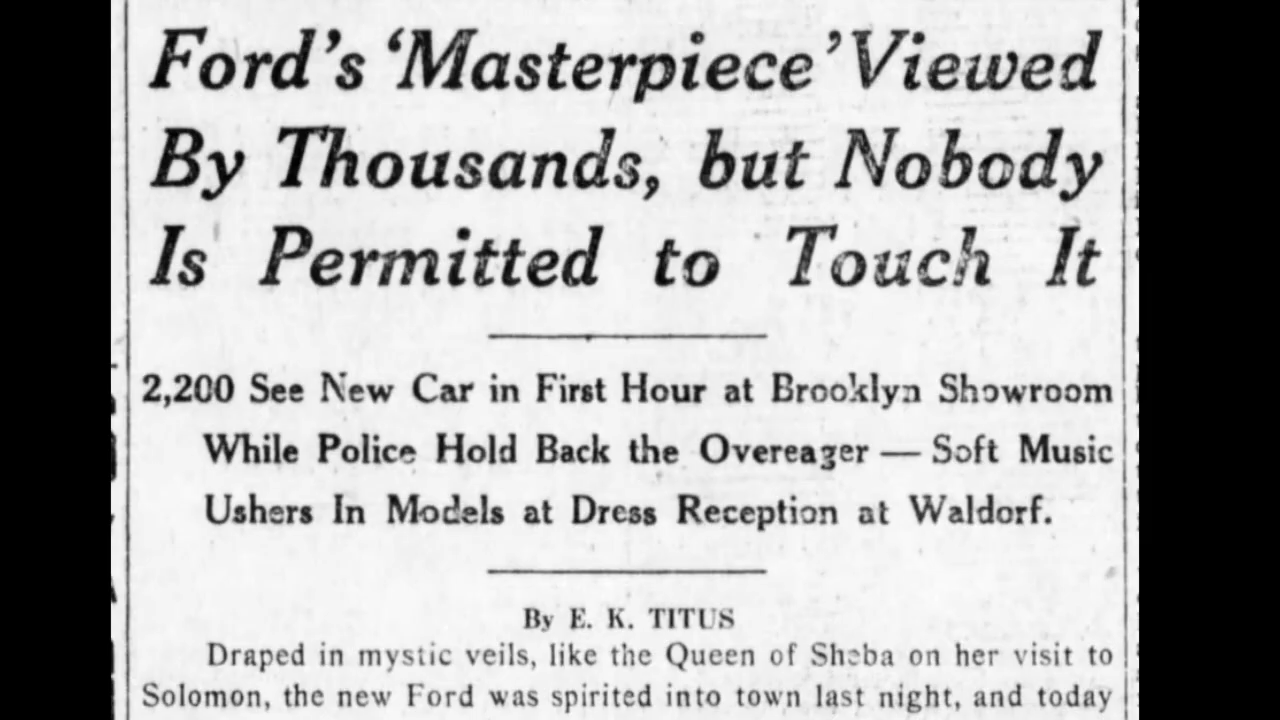 Ford's 'Masterpiece' Viewed
By Thousands, but Nobody
Is Permitted to Touch It
2,200 See New Car in First Hour at Brooklyn Showroom
While Police Hold Back the Overeager — Soft Music
Ushers In Models at Dress Reception at Waldorf.
By E. K. TITUS
Draped in mystic veils, like the Queen of Sheba on her visit to
Solomon, the new Ford was spirited into town last night, and today